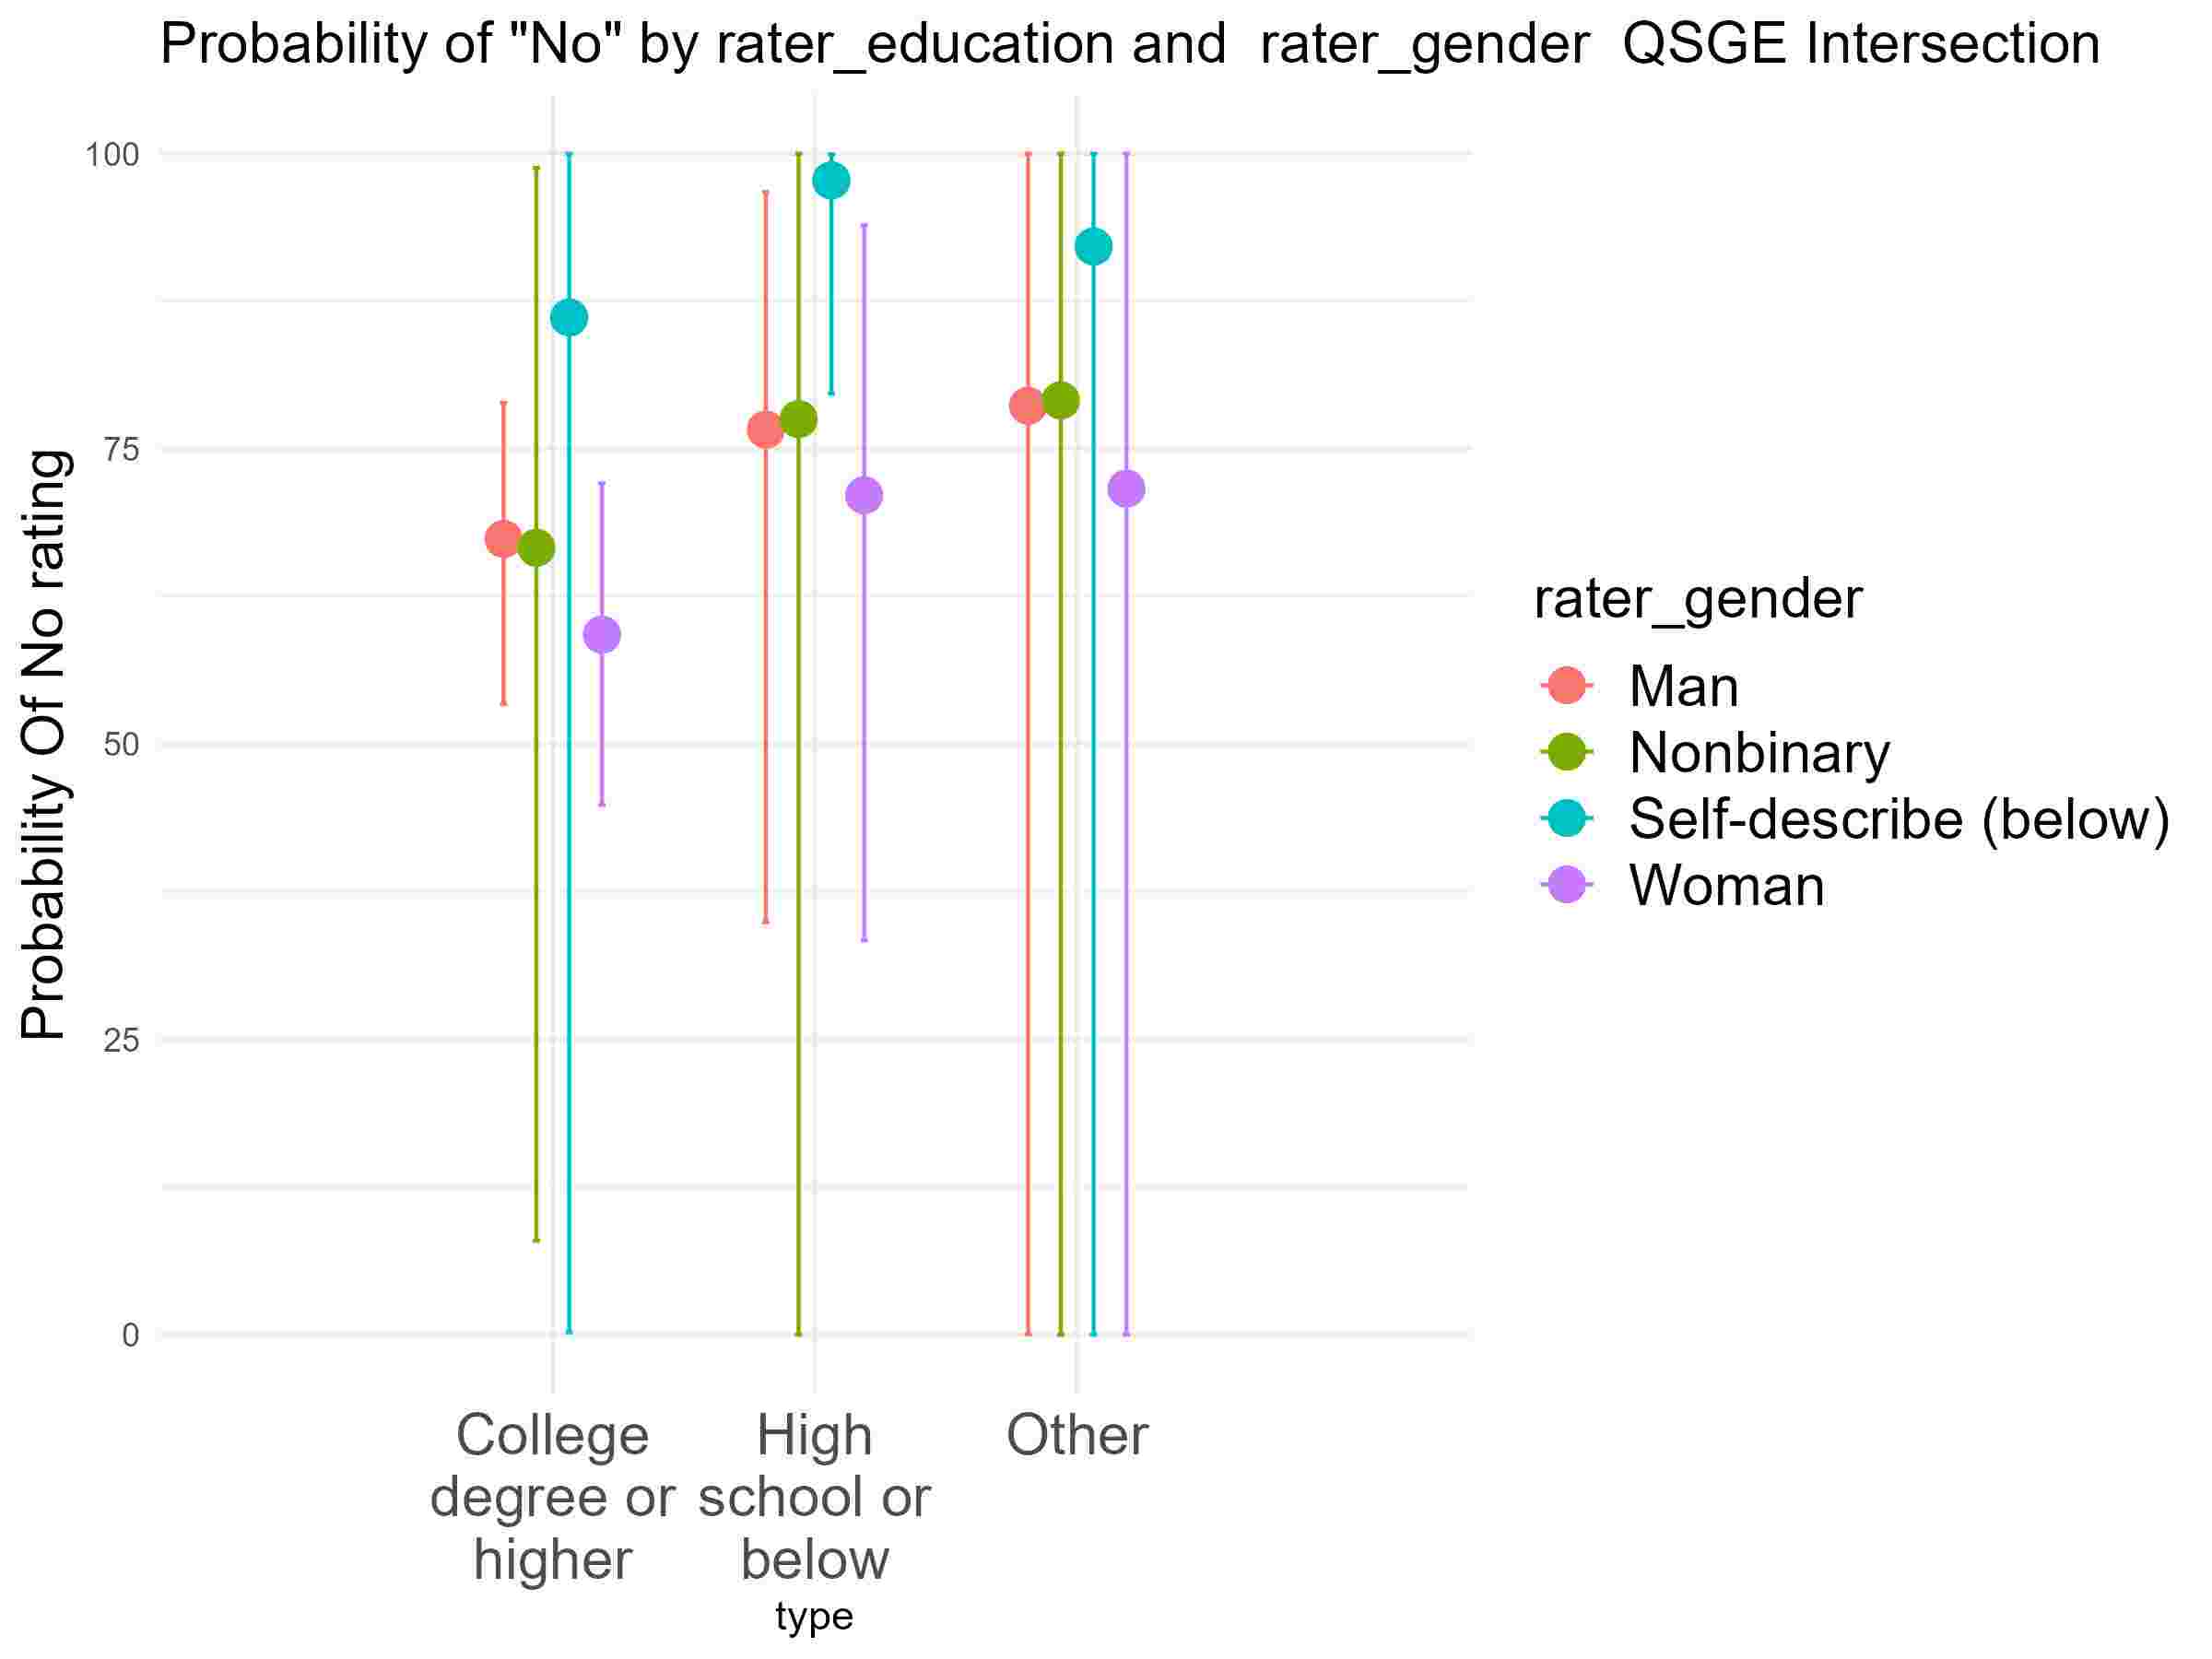 Probability of "No" by rater_education and  rater_gender  QSGE Intersection
Probability Of No rating
100
75
50
25
0
College
degree or
higher
High
school or
below
Other
type
rater_gender
Man
Nonbinary
Self-describe (below)
Woman